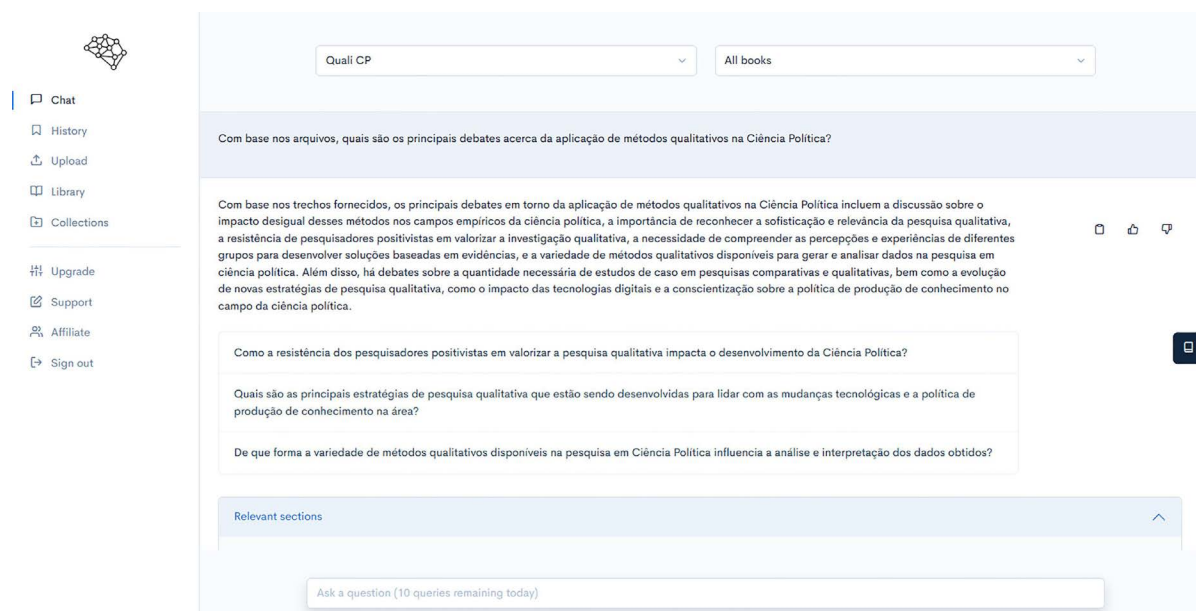 Quali CP
All books
Chat
History
Upload
Library
Collections
Upgrade
Support
Affiliate
Sign out
Com base nos arquivos, quais são os principais debates acerca da aplicação de métodos qualitativos na Ciência Política?
Com base nos trechos fornecidos, os principais debates em torno da aplicação de métodos qualitativos na Ciência Política incluem a discussão sobre o
impacto desigual desses métodos nos campos empíricos da ciência política, a importância de reconhecer a sofisticação e relevância da pesquisa qualitativa,
a resistência de pesquisadores positivistas em valorizar a investigação qualitativa, a necessidade de compreender as percepções e experiências de diferentes
grupos para desenvolver soluções baseadas em evidências, e a variedade de métodos qualitativos disponíveis para gerar e analisar dados na pesquisa em
ciência política. Além disso, há debates sobre a quantidade necessária de estudos de caso em pesquisas comparativas e qualitativas, bem como a evolução
de novas estratégias de pesquisa qualitativa, como o impacto das tecnologias digitais e a conscientização sobre a política de produção de conhecimento no
campo da ciência política.
Como a resistência dos pesquisadores positivistas em valorizar a pesquisa qualitativa impacta o desenvolvimento da Ciência Política?
Quais são as principais estratégias de pesquisa qualitativa que estão sendo desenvolvidas para lidar com as mudanças tecnológicas e a política de
produção de conhecimento na área?
De que forma a variedade de métodos qualitativos disponíveis na pesquisa em Ciência Política influencia a análise e interpretação dos dados obtidos?
Relevant sections
Ask a question (10 queries remaining today)